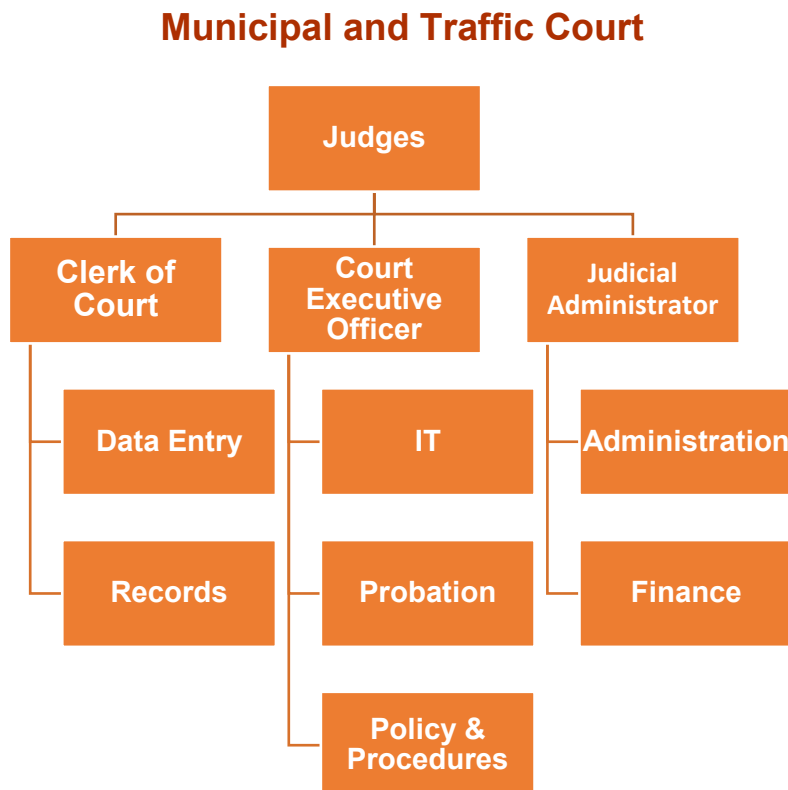 Municipal and Traffic Court
Judges
Clerk of
Court
Court
Executive
Officer
Judicial
Administrator
Data Entry
IT
Administration
Records
Probation
Finance
Policy &
Procedures